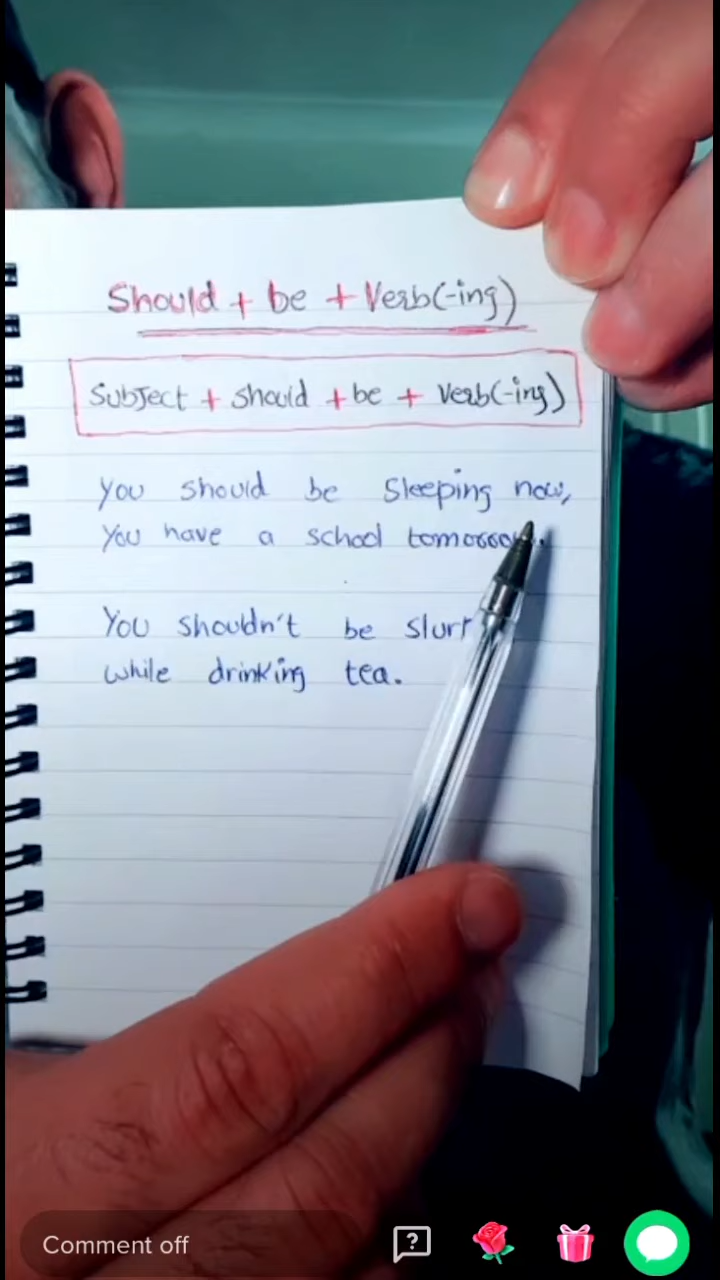 Should + be + Verb(-ing)
Subject + should + be + Verb(-ing)
You should be Sleeping now,
You have a school tomorrow.
You shouldn't be
while drinking tea.
Comment off